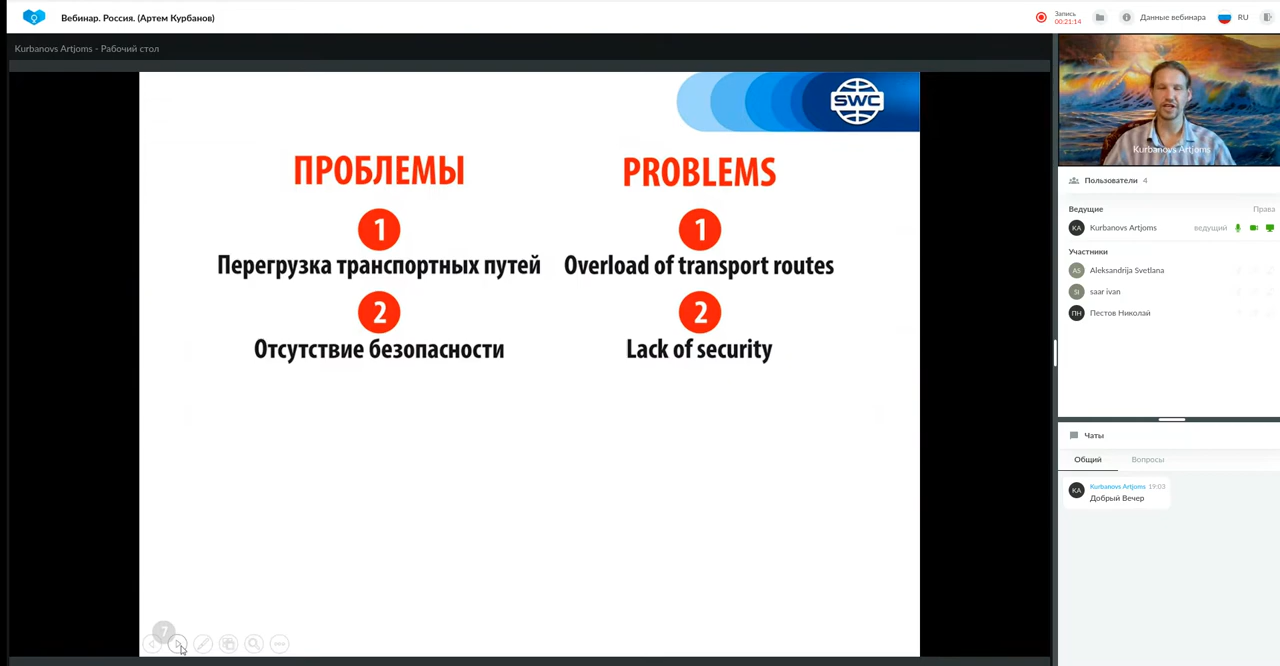 Вебинар. Россия. (Артем Курбанов)
Запись
00:21:14
Данные вебинара
RU
Kurbanovs Artjoms - Рабочий стол
SWC
ПРОБЛЕМЫ
1
Перегрузка транспортных путей
2
Отсутствие безопасности
PROBLEMS
1
Overload of transport routes
2
Lack of security
7
Kurbanovs Artjoms
Пользователи 4
Ведущие Права
KA Kurbanovs Artjoms ведущий
Участники
AS Aleksandrija Svetlana
SI saar ivan
ПН Пестов Николай
Чаты
Общий Вопросы
KA Kurbanovs Artjoms 19:03
Добрый Вечер